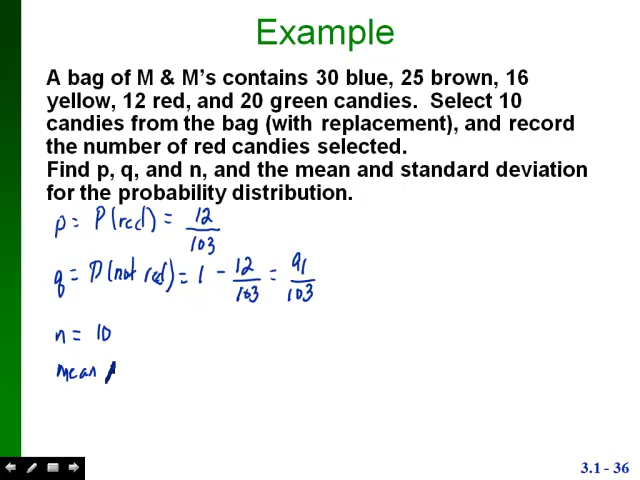 Example
A bag of M & M's contains 30 blue, 25 brown, 16
yellow, 12 red, and 20 green candies. Select 10
candies from the bag (with replacement), and record
the number of red candies selected.
Find p, q, and n, and the mean and standard deviation
for the probability distribution.
p = P(red) = 12/103
q = P(not red) = 1 - 12/103 = 91/103
n = 10
mean
3.1 - 36